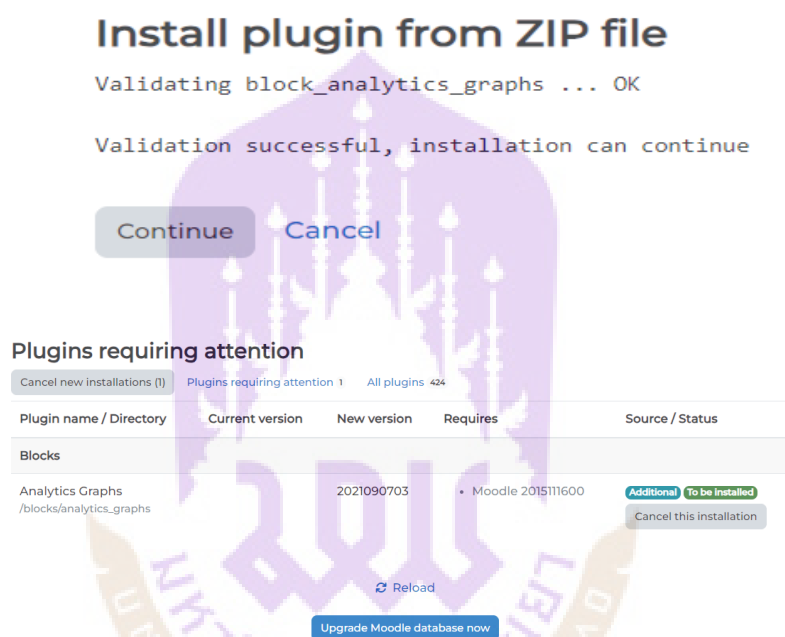 Install plugin from ZIP file
Validating block_analytics_graphs ... OK
Validation successful, installation can continue
Continue Cancel
Plugins requiring attention
Cancel new installations (1) Plugins requiring attention 1 All plugins 424
Plugin name / Directory Current version New version Requires Source / Status
Blocks
Analytics Graphs 2021090703 • Moodle 2015111600 Additional To be installed
/blocks/analytics_graphs Cancel this installation
Reload
Upgrade Moodle database now